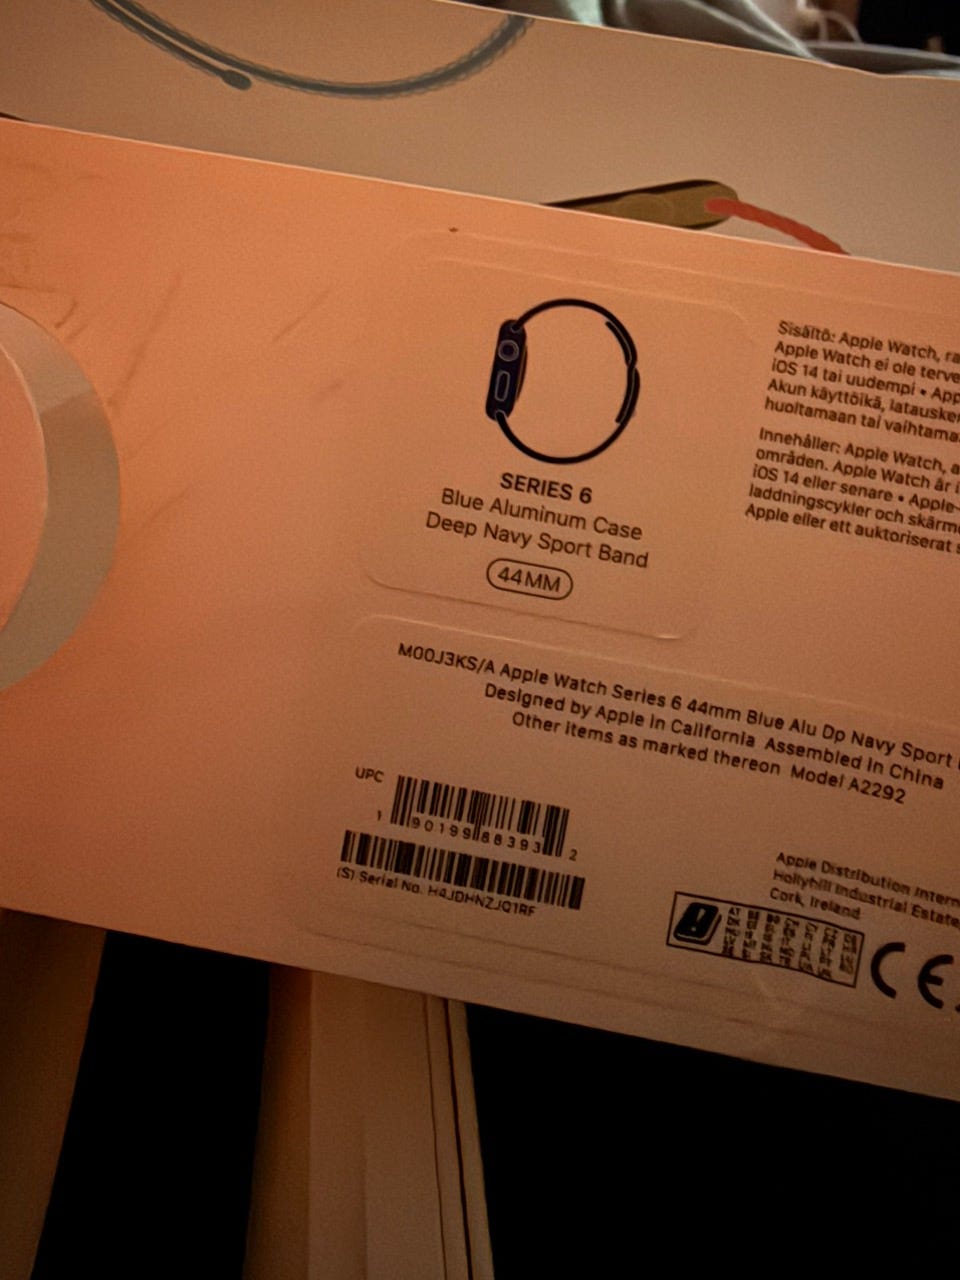 SERIES 6
Blue Aluminum Case
Deep Navy Sport Band
44MM
Sisältö: Apple Watch,
Apple Watch ei ole
iOS 14 tai uudempi •
Akun käyttöikä,
huoltamaan tai
Innehåller: Apple Watch,
områden. Apple Watch är
iOS 14 eller senare •
laddningscykler och
Apple eller ett auktoriserat
M00J3KS/A Apple Watch Series 6 44mm Blue Alu Dp Navy Sport
Designed by Apple in California Assembled in China
Other items as marked thereon Model A2292
UPC
1 90199 88393 2
(S) Serial No. H4JDHNZJQ1RF
Apple Distribution
Hollyhill Industrial Estate,
Cork, Ireland
CE